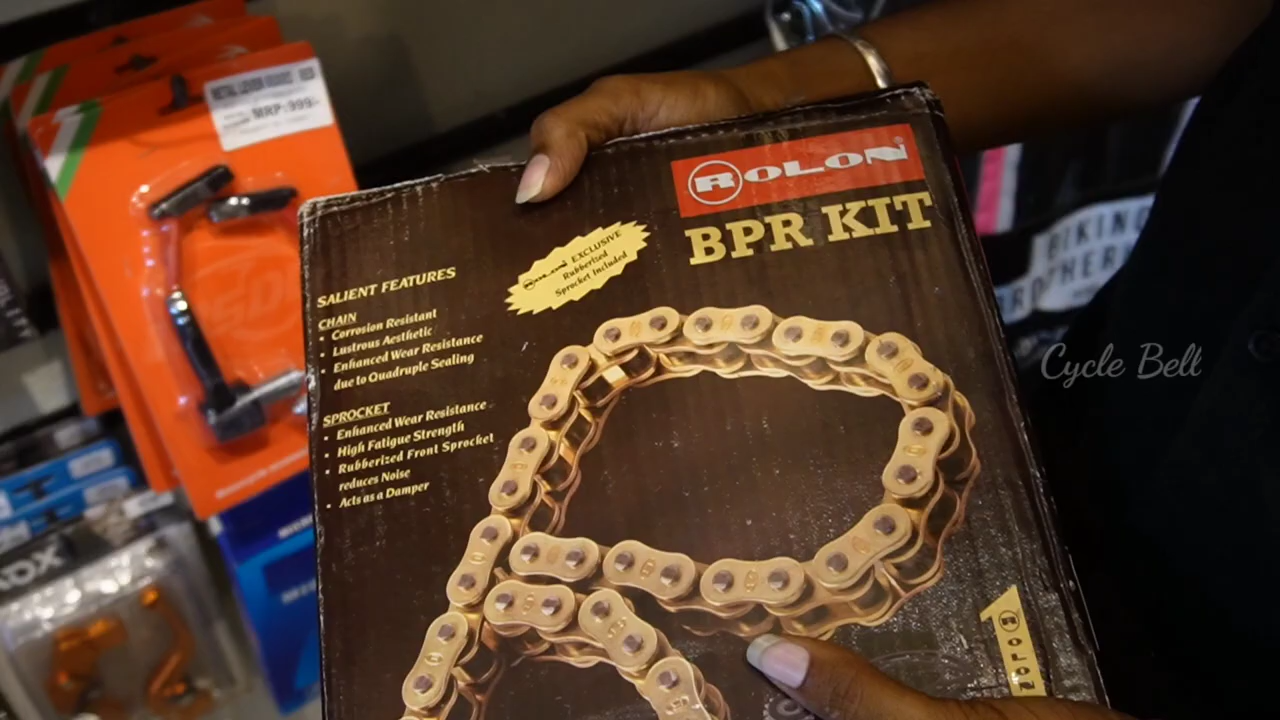 MRP:999/-
ROLON
BPR KIT
ROLON EXCLUSIVE
Rubberized
Sprocket Included
SALIENT FEATURES
CHAIN
• Corrosion Resistant
• Lustrous Aesthetic
• Enhanced Wear Resistance
due to Quadruple Sealing
SPROCKET
• Enhanced Wear Resistance
• High Fatigue Strength
• Rubberized Front Sprocket
reduces Noise
• Acts as a Damper
BIKING
Cycle Bell
1
ROLON